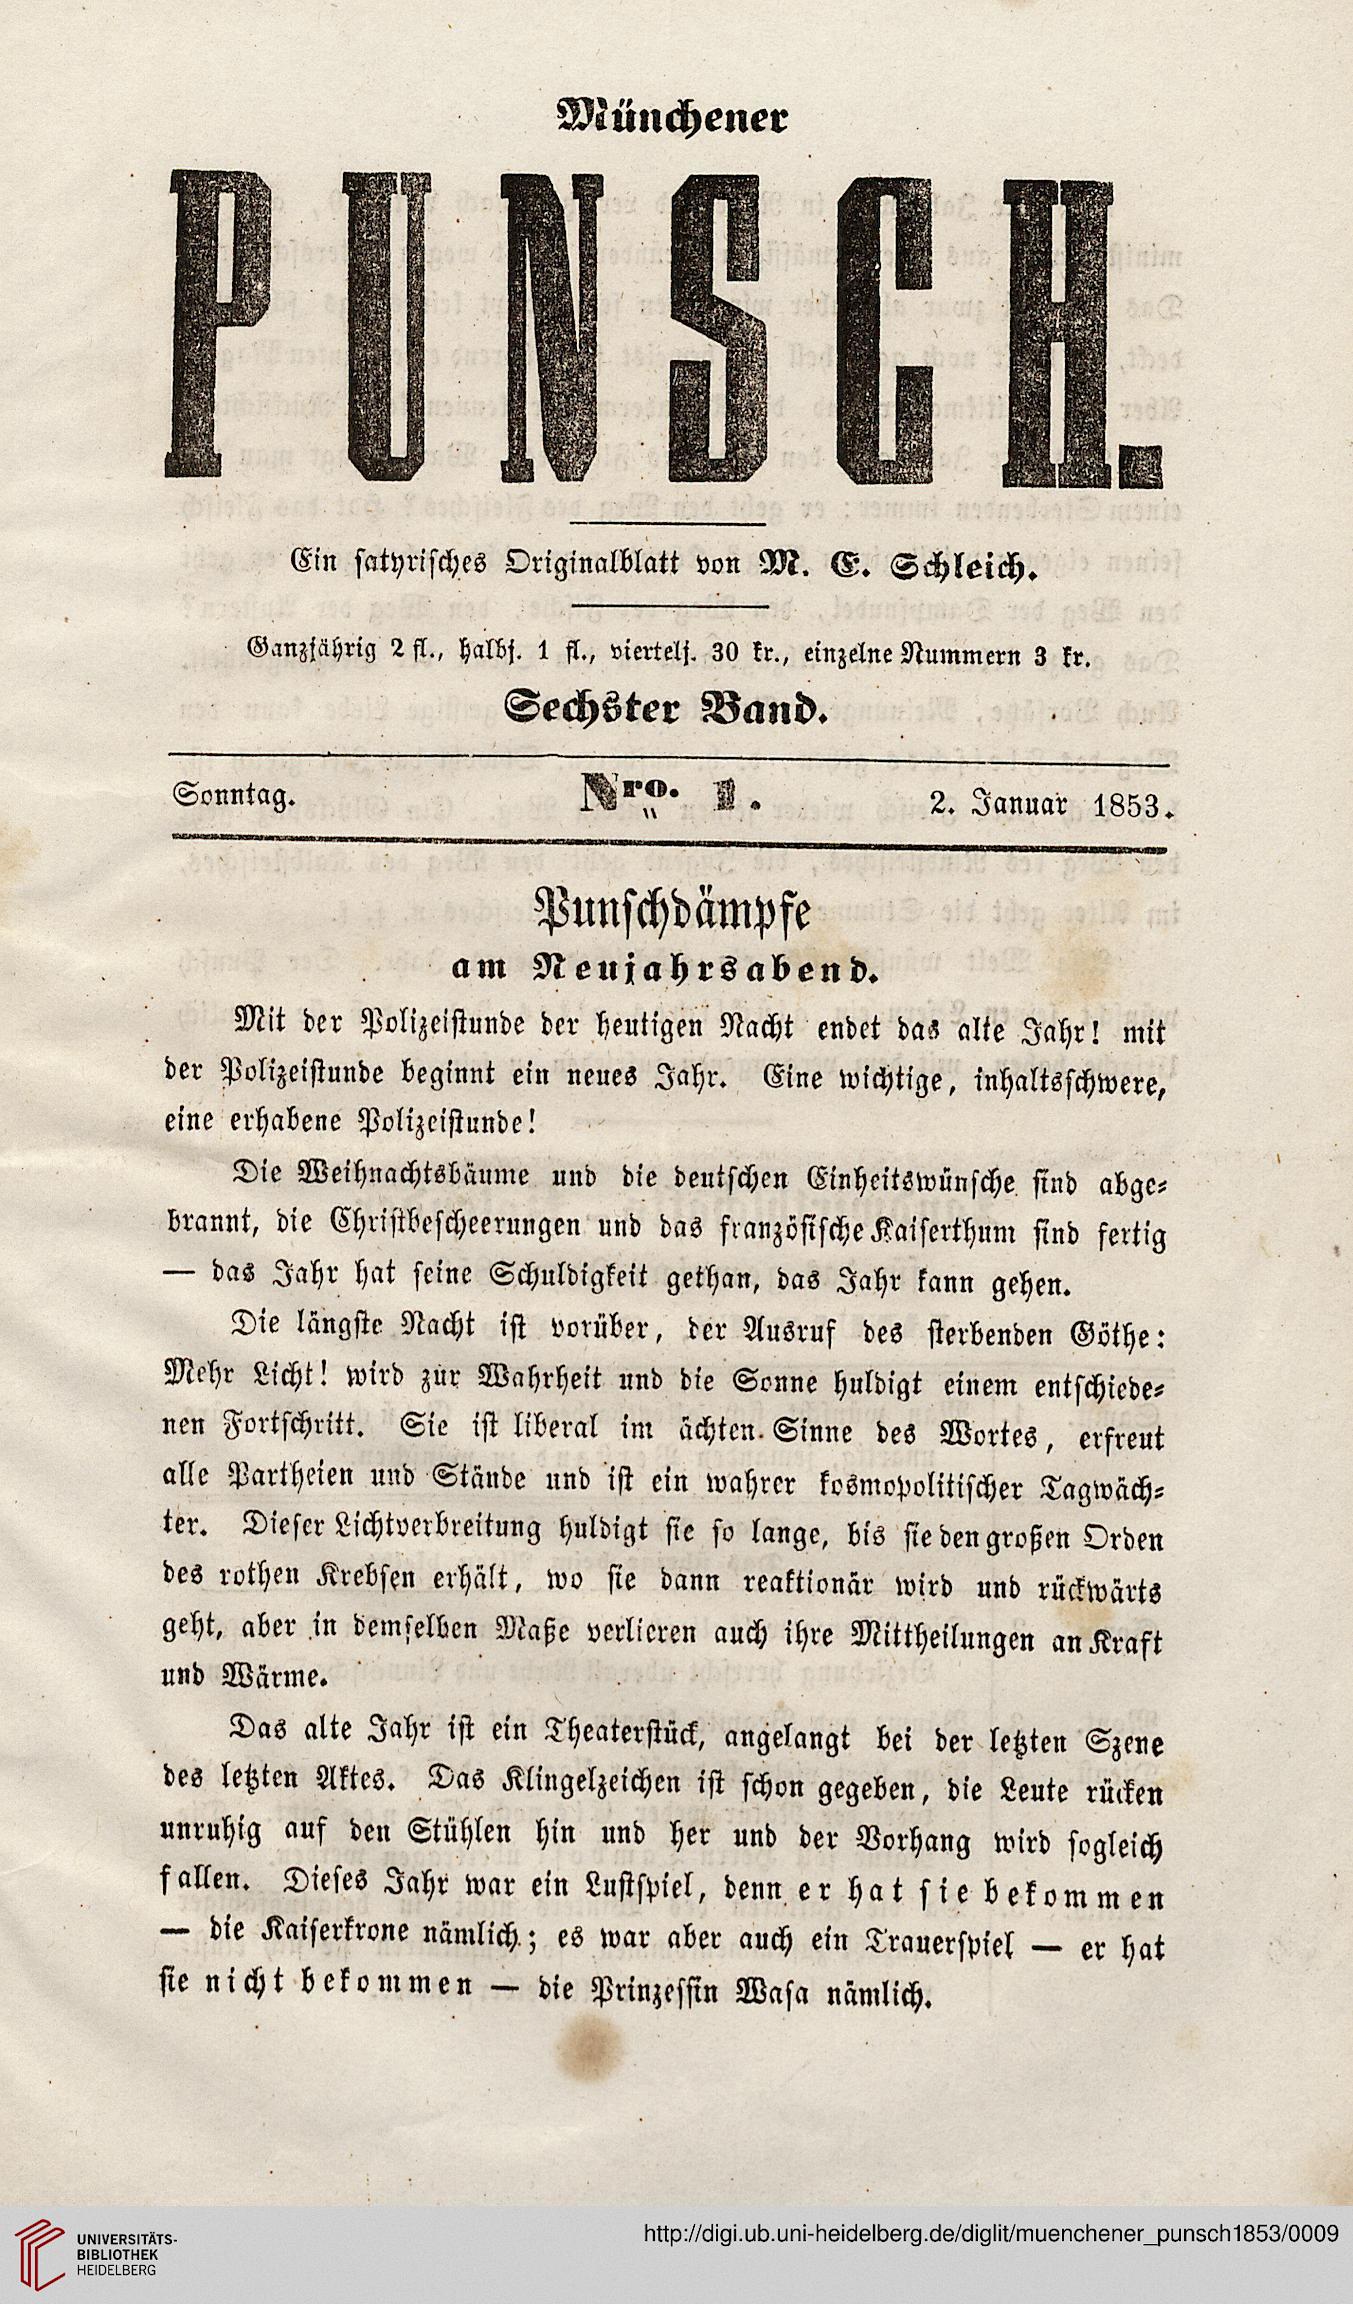 Münchener
PUNSCH.
Ein satyrisches Originalblatt von M. E. Schleich.
Ganzjährig 2 fl., halbj. 1 fl., viertelj. 30 kr., einzelne Nummern 3 kr.
Sechster Band.
Sonntag. Nro. 1. 2. Januar 1853.
Punschdämpfe
am Neujahrsabend.
Mit der Polizeistunde der heutigen Nacht endet das alte Jahr! mit
der Polizeistunde beginnt ein neues Jahr. Eine wichtige, inhaltsschwere,
eine erhabene Polizeistunde!
Die Weihnachtsbäume und die deutschen Einheitswünsche sind abge-
brannt, die Christbescheerungen und das französische Kaiserthum sind fertig
— das Jahr hat seine Schuldigkeit gethan, das Jahr kann gehen.
Die längste Nacht ist vorüber, der Ausruf des sterbenden Göthe:
Mehr Licht! wird zur Wahrheit und die Sonne huldigt einem entschiede-
nen Fortschritt. Sie ist liberal im ächten Sinne des Wortes, erfreut
alle Partheien und Stände und ist ein wahrer kosmopolitischer Tagwäch-
ter. Dieser Lichtverbreitung huldigt sie so lange, bis sie den großen Orden
des rothen Krebsen erhält, wo sie dann reaktionär wird und rückwärts
geht, aber in demselben Maße verlieren auch ihre Mittheilungen an Kraft
und Wärme.
Das alte Jahr ist ein Theaterstück, angelangt bei der letzten Szene
des letzten Aktes. Das Klingelzeichen ist schon gegeben, die Leute rücken
unruhig auf den Stühlen hin und her und der Vorhang wird sogleich
fallen. Dieses Jahr war ein Lustspiel, denn er hat sie bekommen
— die Kaiserkrone nämlich; es war aber auch ein Trauerspiel — er hat
sie nicht bekommen — die Prinzessin Wasa nämlich.
UNIVERSITÄTS-
BIBLIOTHEK
HEIDELBERG
http://digi.ub.uni-heidelberg.de/diglit/muenchener_punsch1853/0009